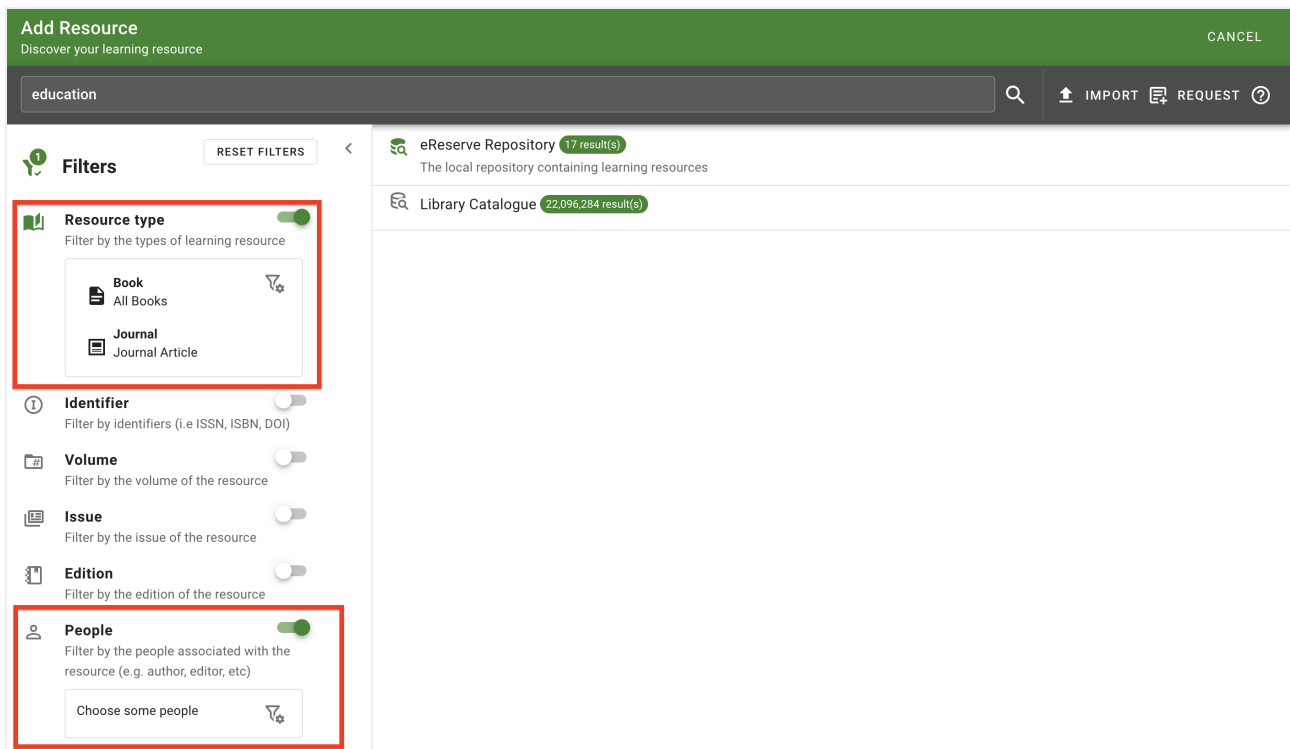 Add Resource
Discover your learning resource
CANCEL
education
IMPORT
REQUEST
1
Filters
RESET FILTERS
Resource type
Filter by the types of learning resource
Book
All Books
Journal
Journal Article
Identifier
Filter by identifiers (i.e ISSN, ISBN, DOI)
Volume
#
Filter by the volume of the resource
Issue
Filter by the issue of the resource
Edition
Filter by the edition of the resource
People
Filter by the people associated with the
resource (e.g. author, editor, etc)
Choose some people
eReserve Repository 17 result(s)
The local repository containing learning resources
Library Catalogue 22,096,284 result(s)